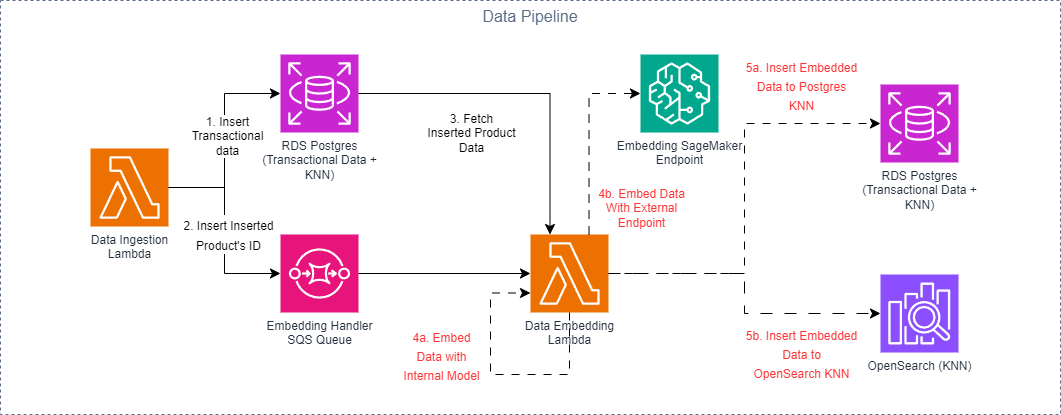 Data Pipeline
1. Insert
Transactional
data
RDS Postgres
(Transactional Data +
KNN)
3. Fetch
Inserted Product
Data
Embedding SageMaker
Endpoint
5a. Insert Embedded
Data to Postgres
KNN
RDS Postgres
(Transactional Data +
KNN)
Data Ingestion
Lambda
2. Insert Inserted
Product's ID
4b. Embed Data
With External
Endpoint
Embedding Handler
SQS Queue
4a. Embed
Data with
Internal Model
Data Embedding
Lambda
5b. Insert Embedded
Data to
OpenSearch KNN
OpenSearch (KNN)